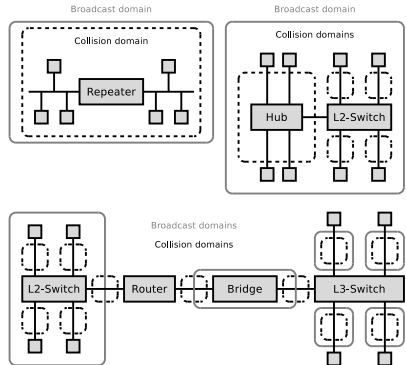 Broadcast domain
Collision domain
Repeater
Broadcast domain
Collision domains
Hub
L2-Switch
Broadcast domains
Collision domains
L2-Switch
Router
Bridge
L3-Switch